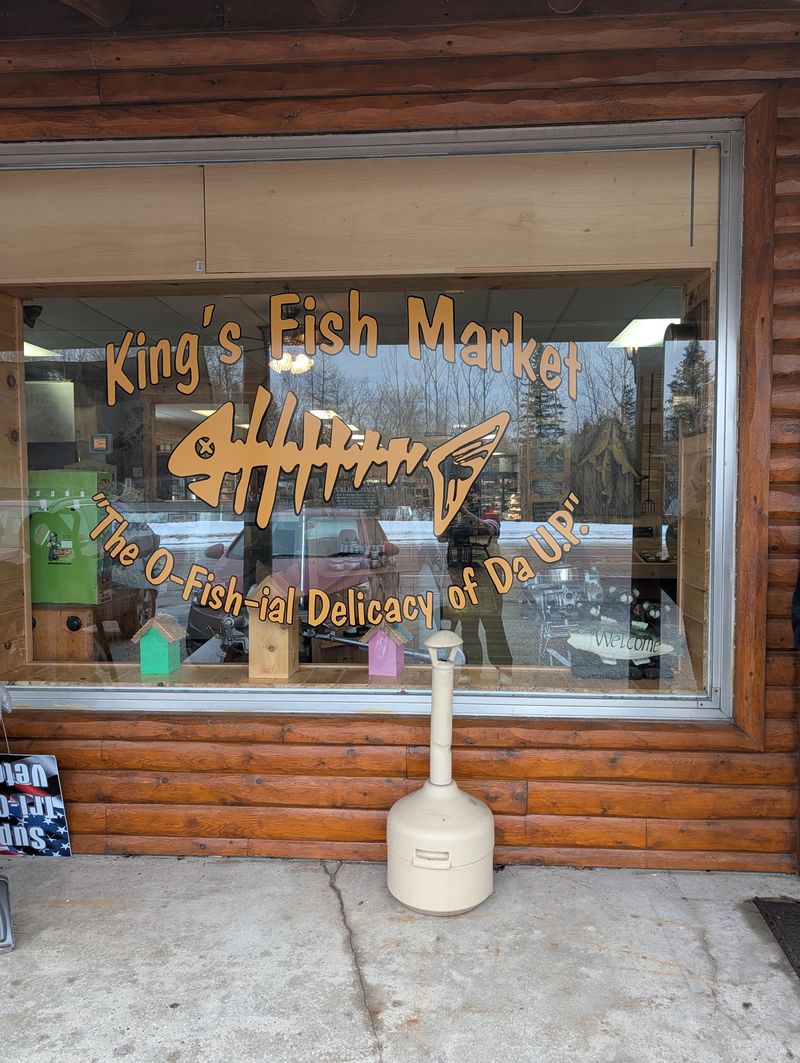 King's Fish Market
"The O-Fish-ial Delicacy of Da U.P."
Welcome